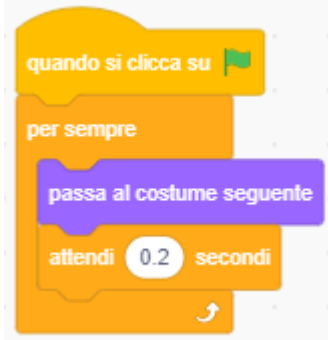 quando si clicca su
per sempre
passa al costume seguente
attendi 0.2 secondi